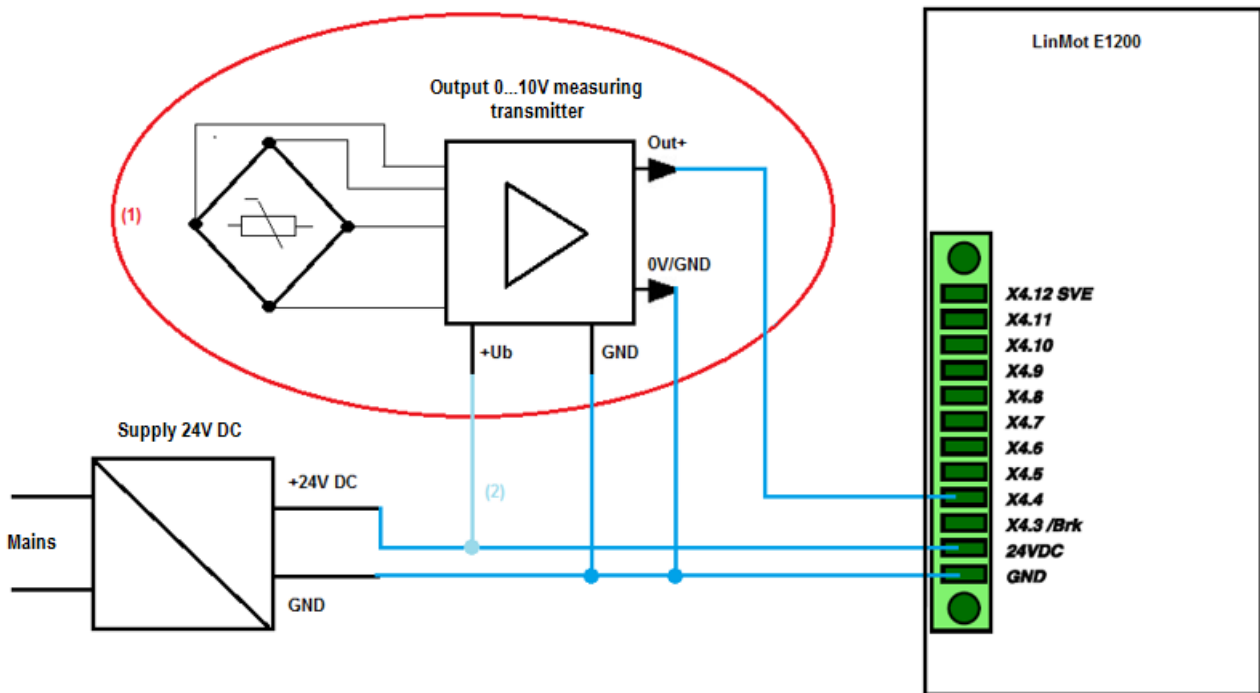 LinMot E1200
Output 0...10V measuring
transmitter
Out+
(1)
0V/GND
+Ub
GND
Supply 24V DC
+24V DC
(2)
Mains
GND
X4.12 SVE
X4.11
X4.10
X4.9
X4.8
X4.7
X4.6
X4.5
X4.4
X4.3 /Brk
24VDC
GND